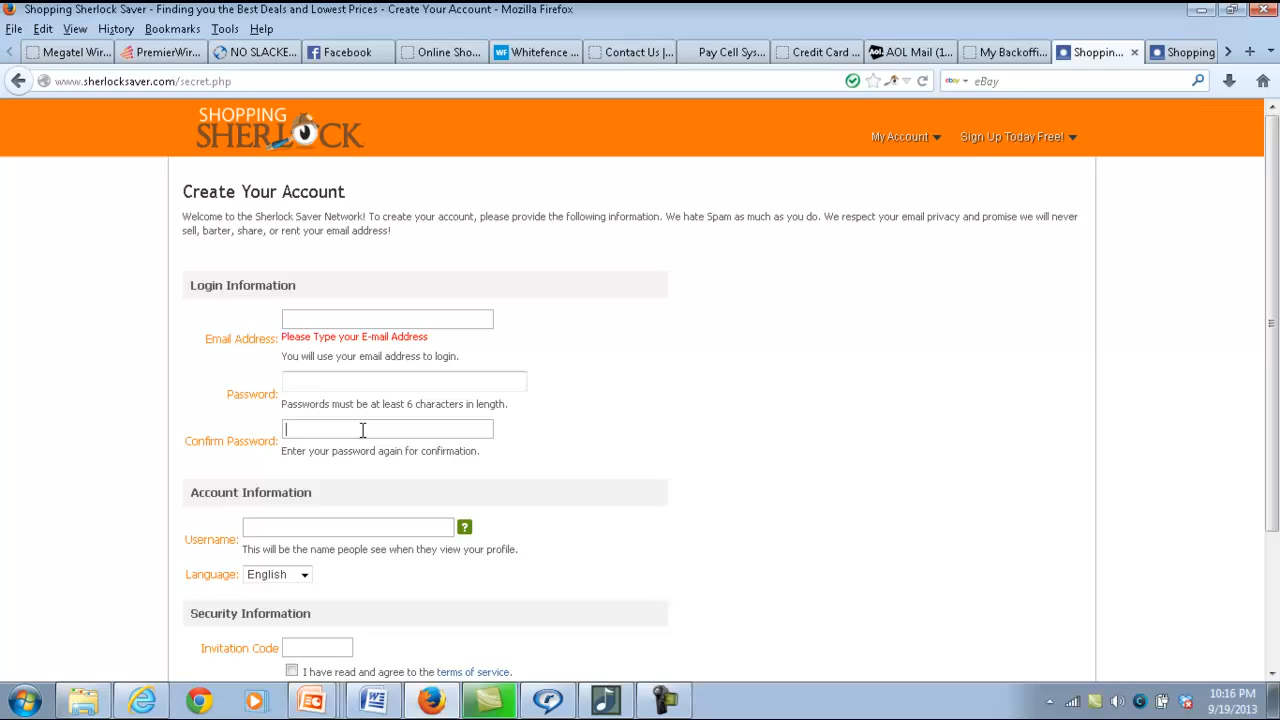 Shopping Sherlock Saver - Finding you the Best Deals and Lowest Prices - Create Your Account - Mozilla Firefox
File Edit View History Bookmarks Tools Help
Megatel Wir... PremierWir... NO SLACKE... Facebook Online Sho... WF Whitefence ... Contact Us |... Pay Cell Sys... Credit Card ... Aol. AOL Mail (1... My Backoffi... Shoppin... Shopping
www.sherlocksaver.com/secret.php ebay eBay
SHOPPING
SHERLOCK
My Account Sign Up Today Free!
Create Your Account
Welcome to the Sherlock Saver Network! To create your account, please provide the following information. We hate Spam as much as you do. We respect your email privacy and promise we will never
sell, barter, share, or rent your email address!
Login Information
Please Type your E-mail Address
Email Address:
You will use your email address to login.
Password:
Passwords must be at least 6 characters in length.
Confirm Password:
Enter your password again for confirmation.
Account Information
?
Username:
This will be the name people see when they view your profile.
Language: English
Security Information
Invitation Code
I have read and agree to the terms of service.
10:16 PM
9/19/2013